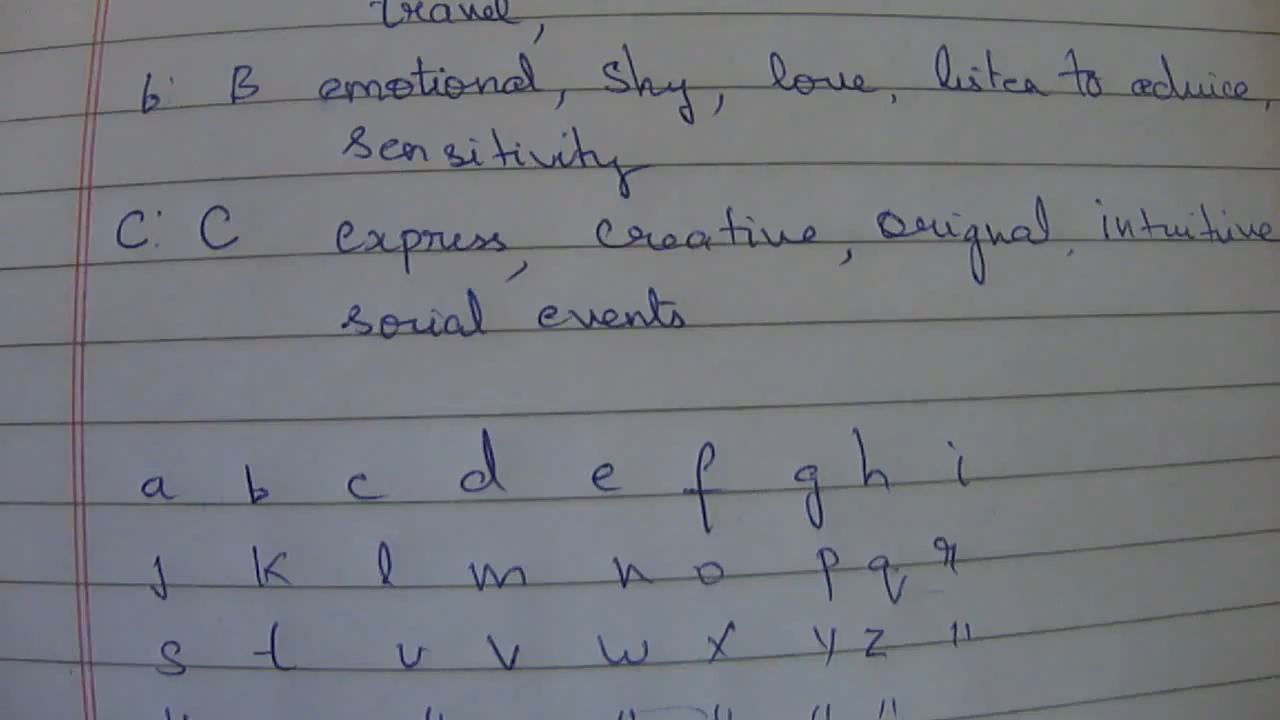 travel,
b: B emotional, shy, love, listen to advice,
sensitivity
C: C express, creative, orignal, intuitive
social events
a b c d e f g h i
j k l m n o p q r
s t u v w x y z "
" " " " " "